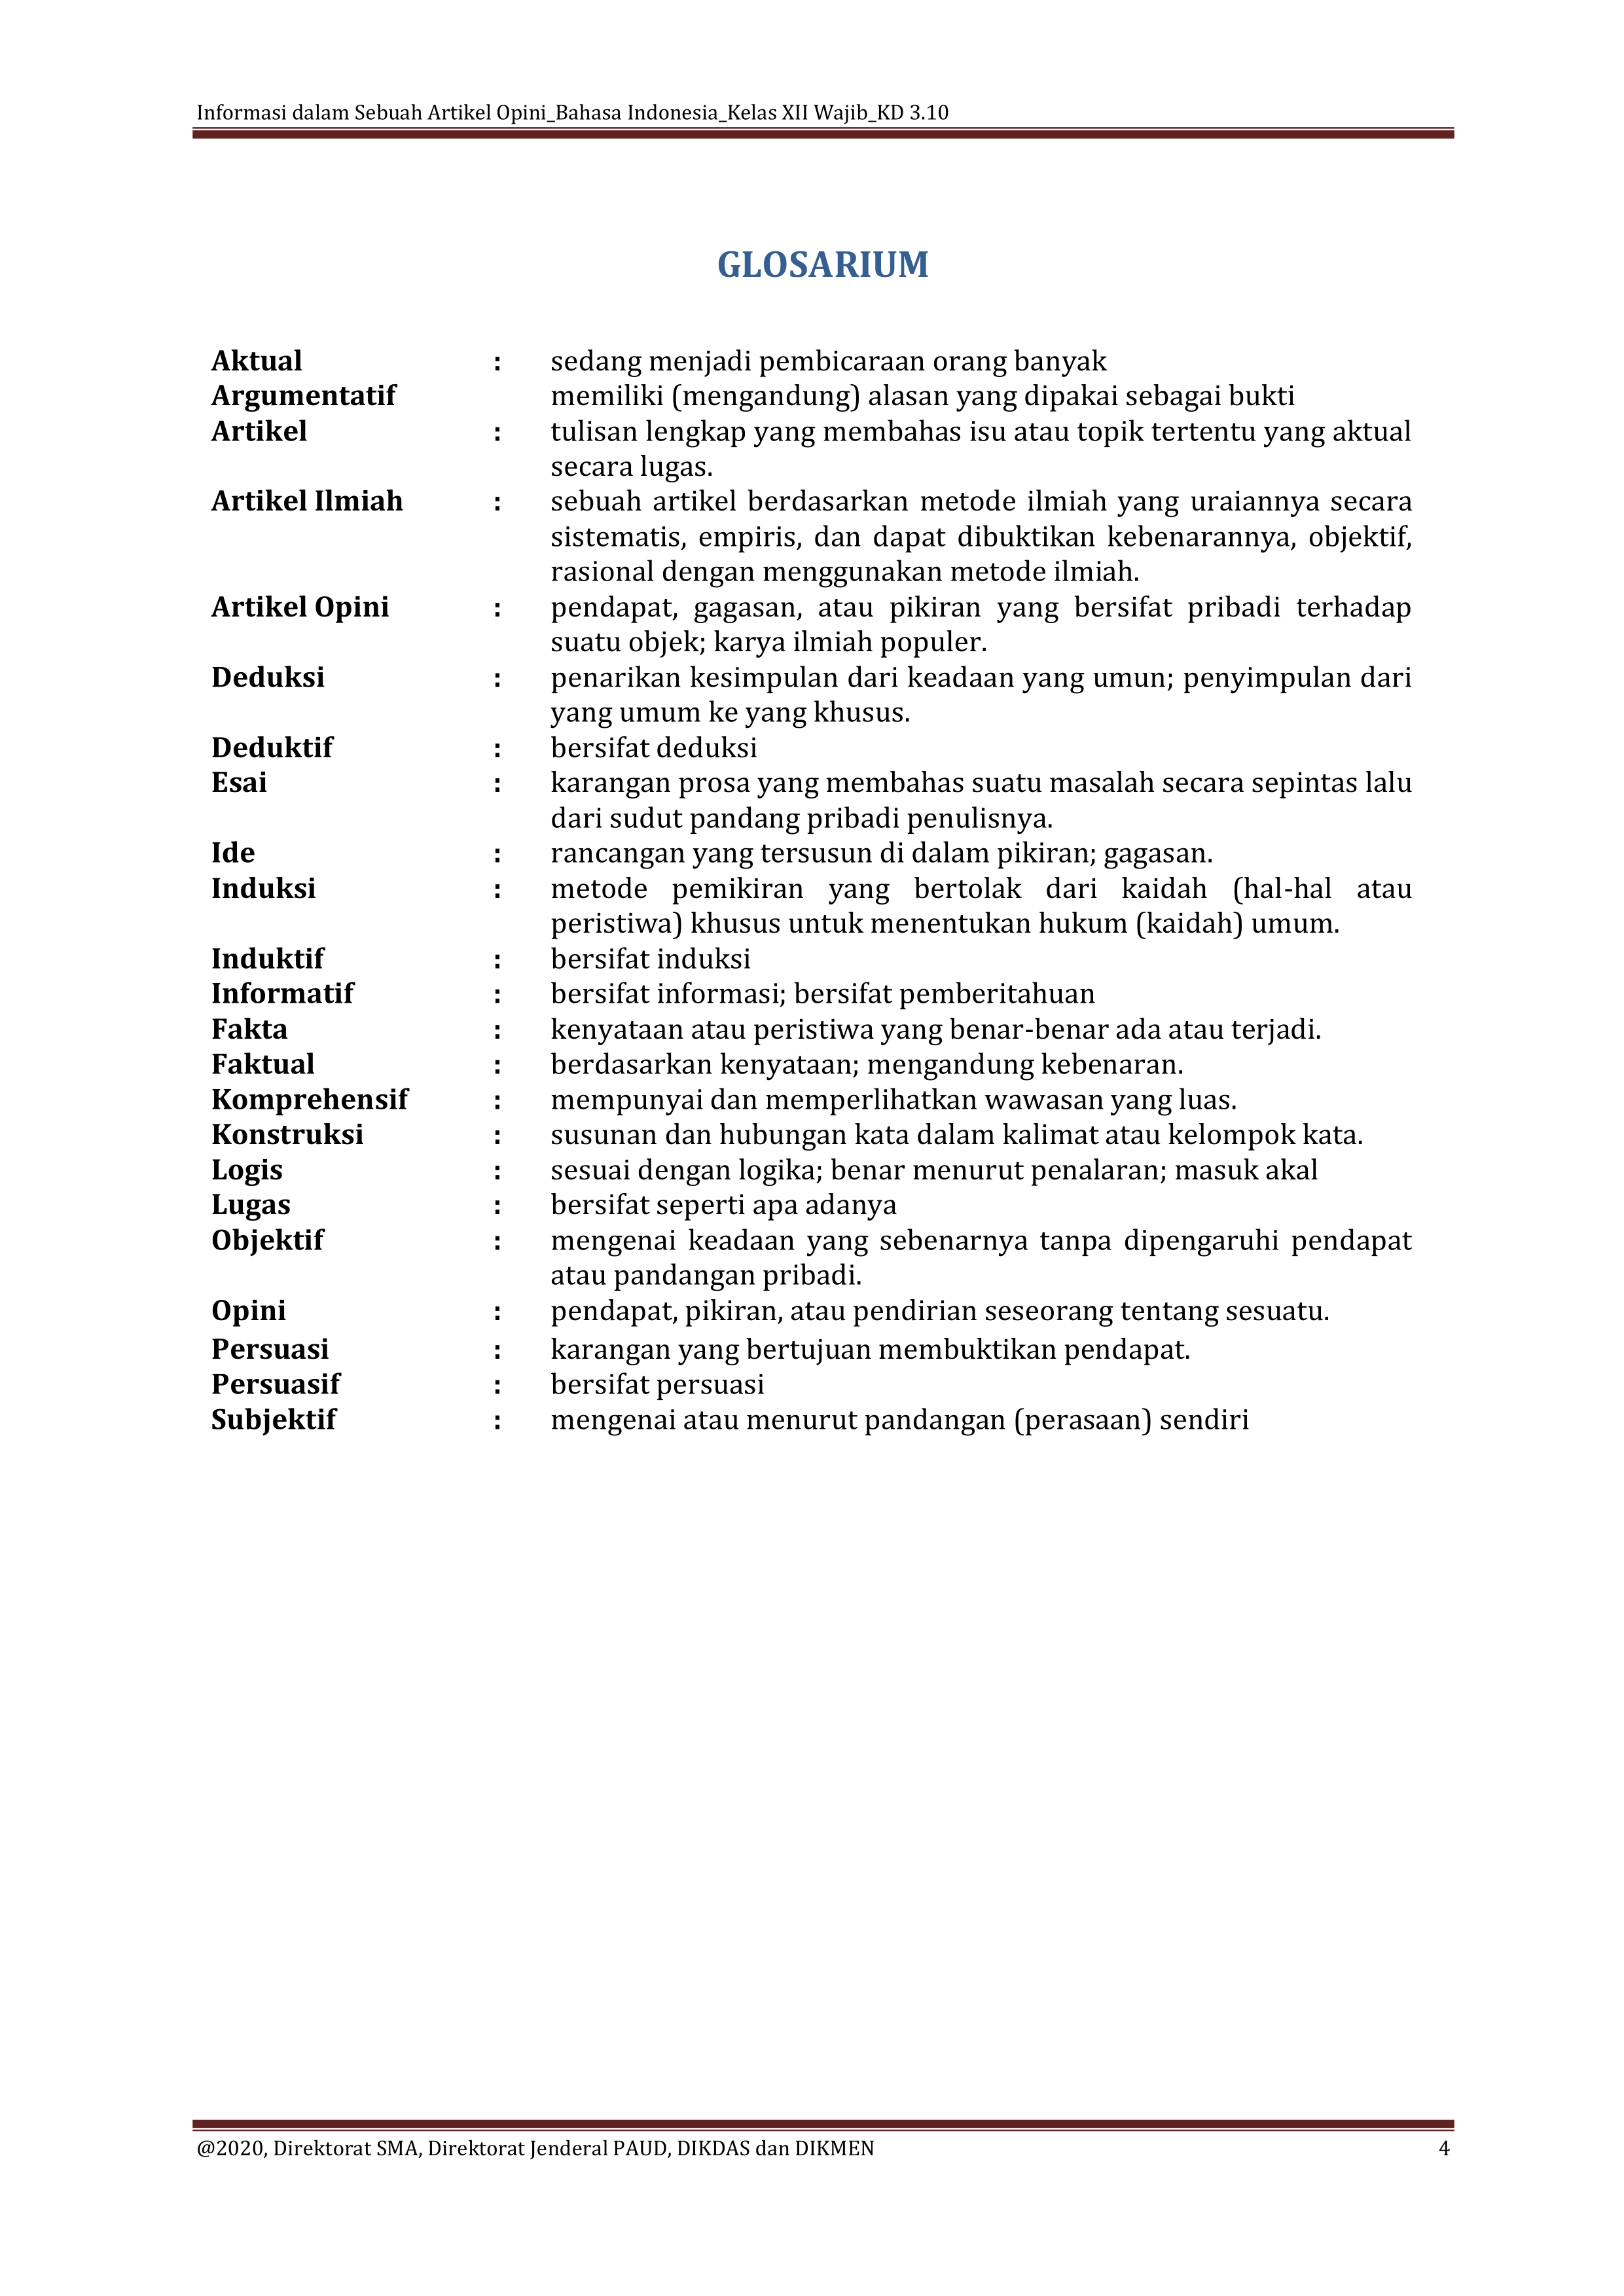 Informasi dalam Sebuah Artikel Opini_Bahasa Indonesia_Kelas XII Wajib_KD 3.10
GLOSARIUM
Aktual : sedang menjadi pembicaraan orang banyak
Argumentatif memiliki (mengandung) alasan yang dipakai sebagai bukti
Artikel : tulisan lengkap yang membahas isu atau topik tertentu yang aktual
secara lugas.
Artikel Ilmiah : sebuah artikel berdasarkan metode ilmiah yang uraiannya secara
sistematis, empiris, dan dapat dibuktikan kebenarannya, objektif,
rasional dengan menggunakan metode ilmiah.
Artikel Opini : pendapat, gagasan, atau pikiran yang bersifat pribadi terhadap
suatu objek; karya ilmiah populer.
Deduksi : penarikan kesimpulan dari keadaan yang umun; penyimpulan dari
yang umum ke yang khusus.
Deduktif : bersifat deduksi
Esai : karangan prosa yang membahas suatu masalah secara sepintas lalu
dari sudut pandang pribadi penulisnya.
Ide : rancangan yang tersusun di dalam pikiran; gagasan.
Induksi : metode pemikiran yang bertolak dari kaidah (hal-hal atau
peristiwa) khusus untuk menentukan hukum (kaidah) umum.
Induktif : bersifat induksi
Informatif : bersifat informasi; bersifat pemberitahuan
Fakta : kenyataan atau peristiwa yang benar-benar ada atau terjadi.
Faktual : berdasarkan kenyataan; mengandung kebenaran.
Komprehensif : mempunyai dan memperlihatkan wawasan yang luas.
Konstruksi : susunan dan hubungan kata dalam kalimat atau kelompok kata.
Logis : sesuai dengan logika; benar menurut penalaran; masuk akal
Lugas : bersifat seperti apa adanya
Objektif : mengenai keadaan yang sebenarnya tanpa dipengaruhi pendapat
atau pandangan pribadi.
Opini : pendapat, pikiran, atau pendirian seseorang tentang sesuatu.
Persuasi : karangan yang bertujuan membuktikan pendapat.
Persuasif : bersifat persuasi
Subjektif : mengenai atau menurut pandangan (perasaan) sendiri
@2020, Direktorat SMA, Direktorat Jenderal PAUD, DIKDAS dan DIKMEN 4